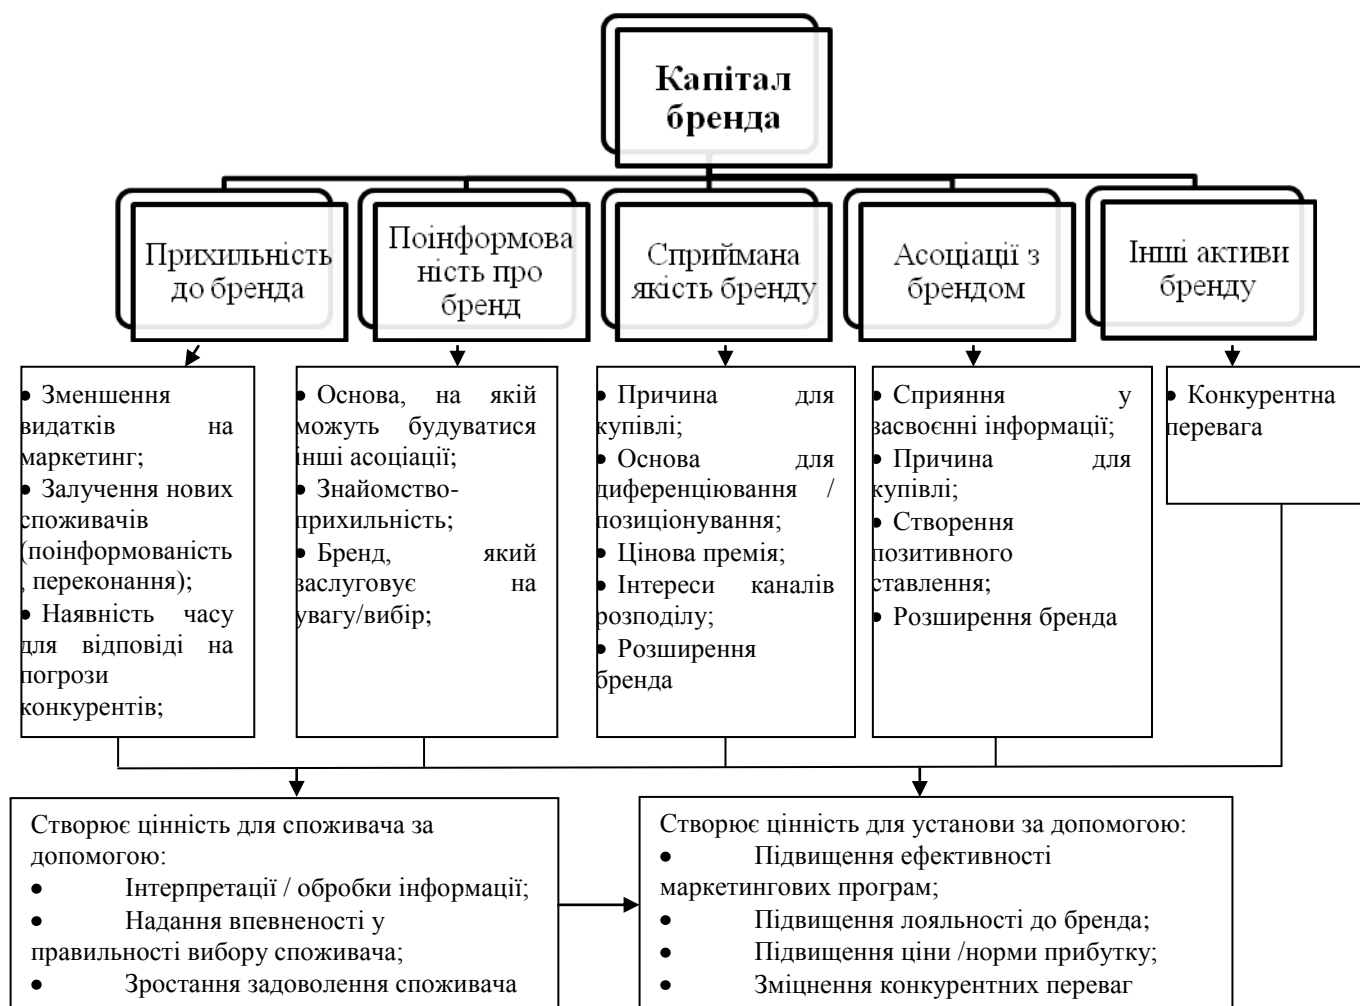 Капітал
бренда
Прихильність
до бренда
Поінформова
ність про
бренд
Сприймана
якість бренду
Асоціації з
брендом
Інші активи
бренду
• Зменшення
видатків на
маркетинг;
• Залучення нових
споживачів
(поінформованість
, переконання);
• Наявність часу
для відповіді на
погрози
конкурентів;
• Основа, на якій
можуть будуватися
інші асоціації;
• Знайомство-
прихильність;
• Бренд, який
заслуговує на
увагу/вибір;
• Причина для
купівлі;
• Основа для
диференціювання /
позиціонування;
• Цінова премія;
• Інтереси каналів
розподілу;
• Розширення
бренда
• Сприяння у
засвоєнні інформації;
• Причина для
купівлі;
• Створення
позитивного
ставлення;
• Розширення бренда
• Конкурентна
перевага
Створює цінність для споживача за
допомогою:
• Інтерпретації / обробки інформації;
• Надання впевненості у
правильності вибору споживача;
• Зростання задоволення споживача
Створює цінність для установи за допомогою:
• Підвищення ефективності
маркетингових програм;
• Підвищення лояльності до бренда;
• Підвищення ціни /норми прибутку;
• Зміцнення конкурентних переваг